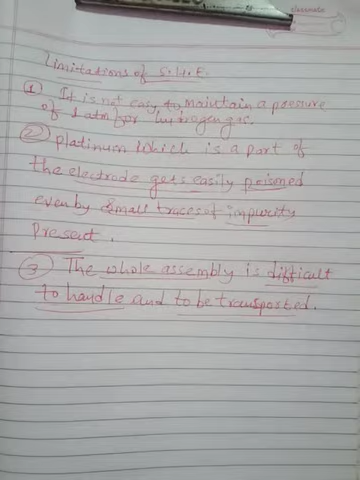 classmate
Limitations of S.H.E.
① It is not easy to maintain a pressure
of 1 atm for hydrogen gas.
② Platinum which is a part of
the electrode gets easily poisoned
even by small traces of impurity
Present.
③ The whole assembly is difficult
to handle and to be transposted.